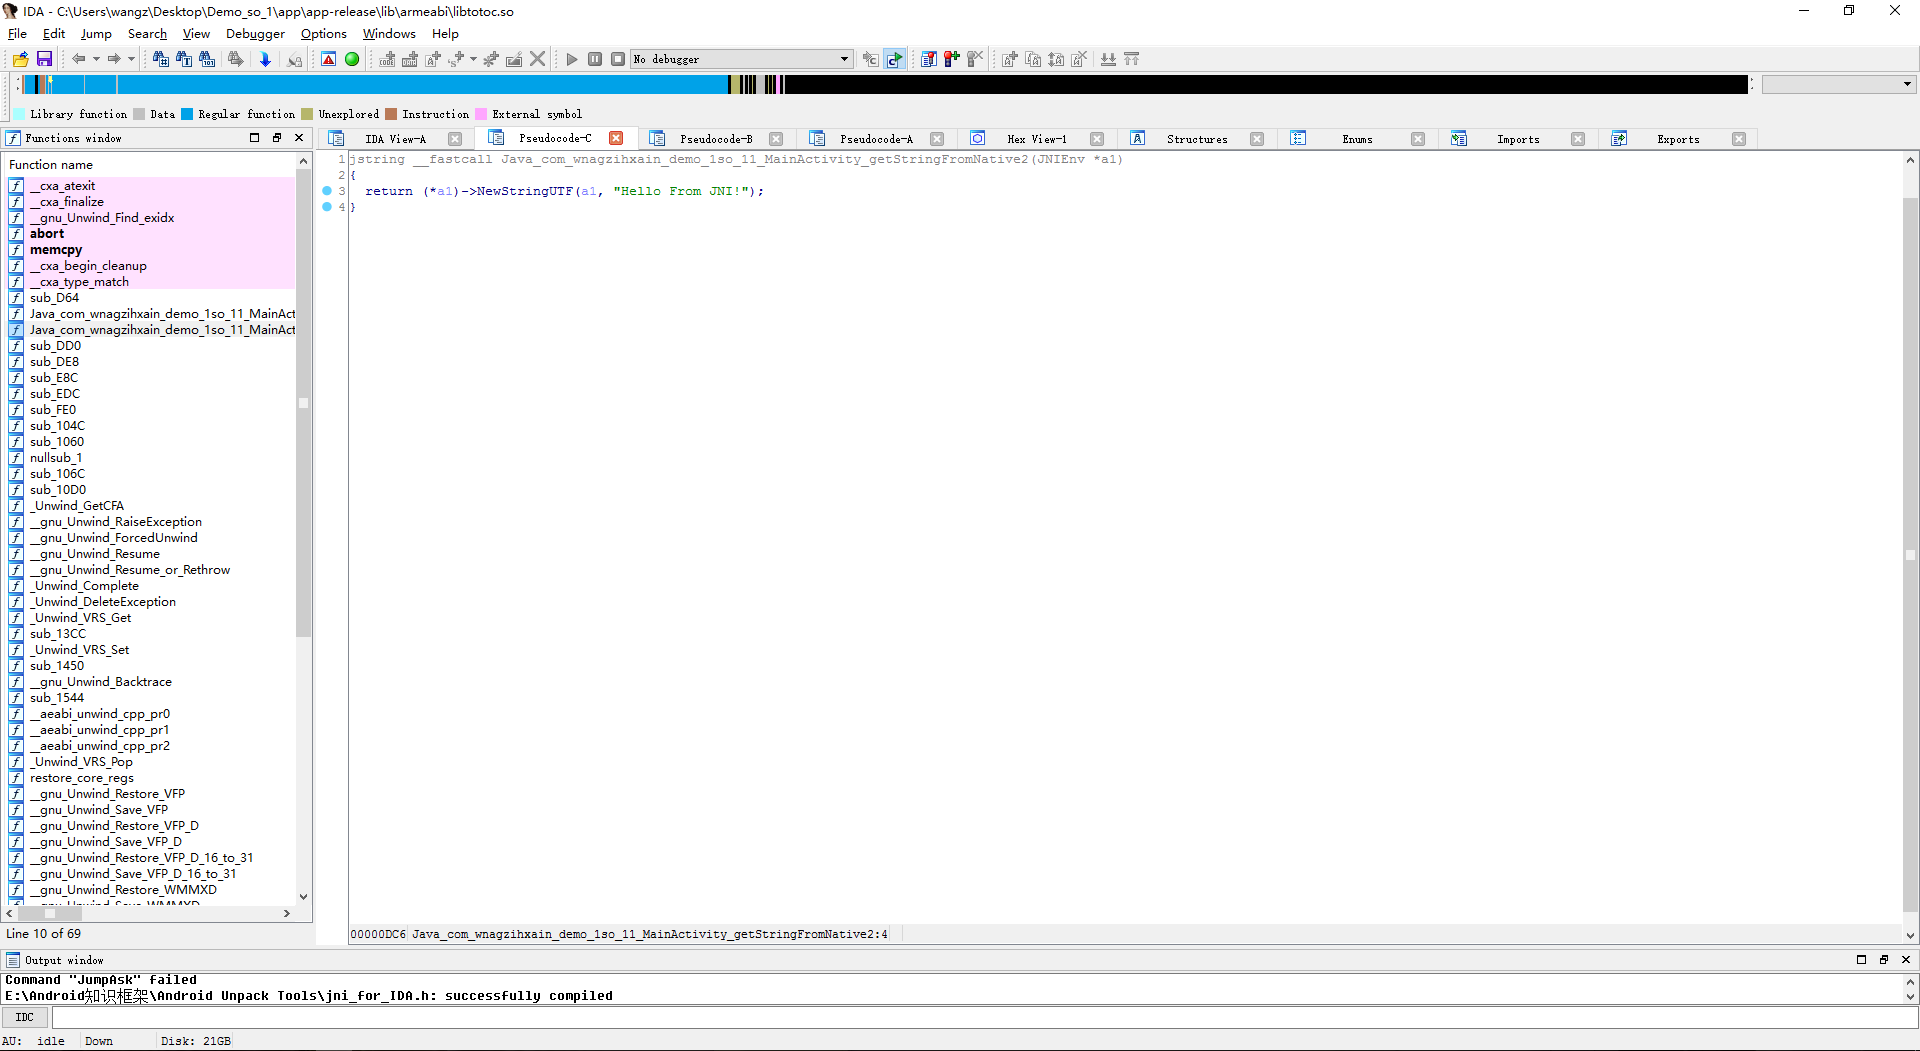 IDA - C:\Users\wangz\Desktop\Demo_so_1\app\app-release\lib\armeabi\libtotoc.so
File Edit Jump Search View Debugger Options Windows Help
No debugger
Library function Data Regular function Unexplored Instruction External symbol
Functions window
IDA View-A Pseudocode-C Pseudocode-B Pseudocode-A Hex View-1 Structures Enums Imports Exports
Function name
__cxa_atexit
__cxa_finalize
__gnu_Unwind_Find_exidx
abort
memcpy
__cxa_begin_cleanup
__cxa_type_match
sub_D64
Java_com_wnagzihxain_demo_1so_11_MainAct
Java_com_wnagzihxain_demo_1so_11_MainAct
sub_DD0
sub_DE8
sub_E8C
sub_EDC
sub_FE0
sub_104C
sub_1060
nullsub_1
sub_106C
sub_10D0
_Unwind_GetCFA
__gnu_Unwind_RaiseException
__gnu_Unwind_ForcedUnwind
__gnu_Unwind_Resume
__gnu_Unwind_Resume_or_Rethrow
_Unwind_Complete
_Unwind_DeleteException
_Unwind_VRS_Get
sub_13CC
_Unwind_VRS_Set
sub_1450
__gnu_Unwind_Backtrace
sub_1544
__aeabi_unwind_cpp_pr0
__aeabi_unwind_cpp_pr1
__aeabi_unwind_cpp_pr2
_Unwind_VRS_Pop
restore_core_regs
__gnu_Unwind_Restore_VFP
__gnu_Unwind_Save_VFP
__gnu_Unwind_Restore_VFP_D
__gnu_Unwind_Save_VFP_D
__gnu_Unwind_Restore_VFP_D_16_to_31
__gnu_Unwind_Save_VFP_D_16_to_31
__gnu_Unwind_Restore_WMMXD
__gnu_Unwind_Save_WMMXD
Line 10 of 69
1 jstring __fastcall Java_com_wnagzihxain_demo_1so_11_MainActivity_getStringFromNative2(JNIEnv *a1)
2 {
3 return (*a1)->NewStringUTF(a1, "Hello From JNI!");
4 }
00000DC6 Java_com_wnagzihxain_demo_1so_11_MainActivity_getStringFromNative2:4
Output window
Command "JumpAsk" failed
E:\Android知识框架\Android Unpack Tools\jni_for_IDA.h: successfully compiled
IDC
AU: idle Down Disk: 21GB